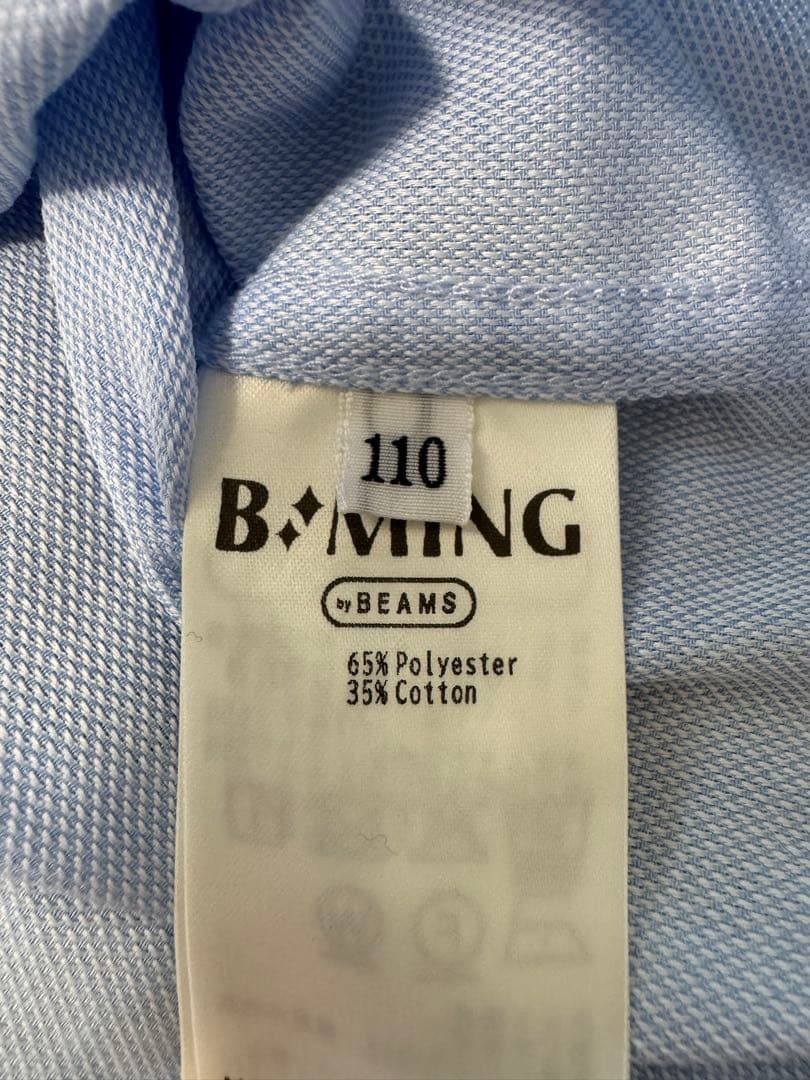 110
B:MING
by BEAMS
65% Polyester
35% Cotton